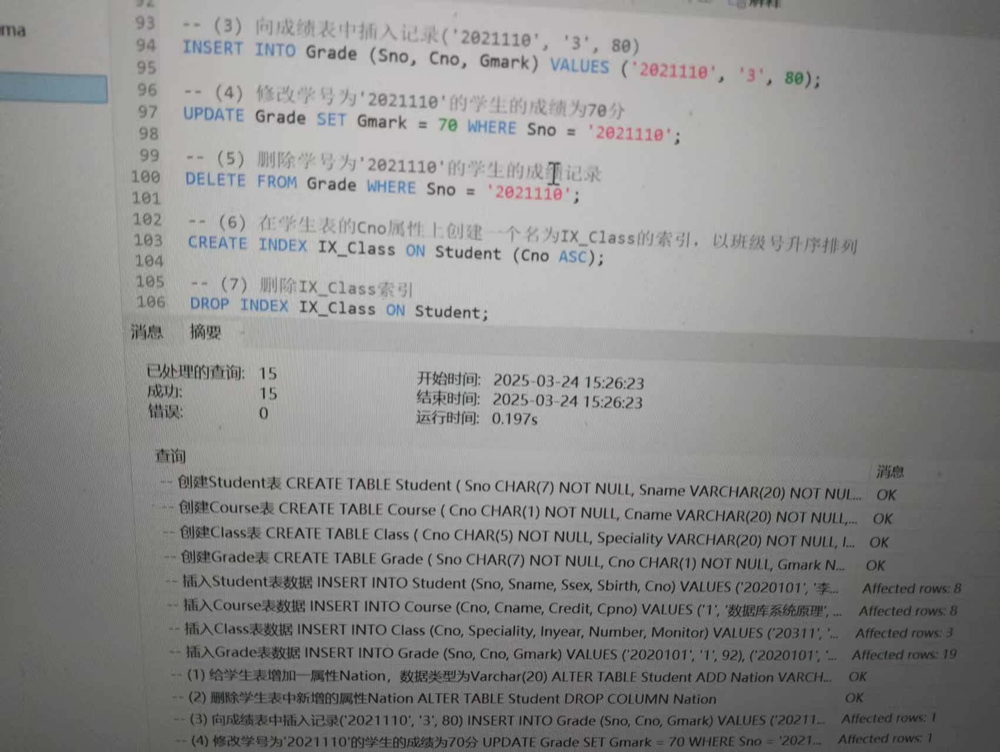 ma
解释
92
93 -- (3) 向成绩表中插入记录('2021110', '3', 80)
94 INSERT INTO Grade (Sno, Cno, Gmark) VALUES ('2021110', '3', 80);
95
96 -- (4) 修改学号为'2021110'的学生的成绩为70分
97 UPDATE Grade SET Gmark = 70 WHERE Sno = '2021110';
98
99 -- (5) 删除学号为'2021110'的学生的成绩记录
100 DELETE FROM Grade WHERE Sno = '2021110';
101
102 -- (6) 在学生表的Cno属性上创建一个名为IX_Class的索引，以班级号升序排列
103 CREATE INDEX IX_Class ON Student (Cno ASC);
104
105 -- (7) 删除IX_Class索引
106 DROP INDEX IX_Class ON Student;
消息 摘要
已处理的查询: 15 开始时间: 2025-03-24 15:26:23
成功: 15 结束时间: 2025-03-24 15:26:23
错误: 0 运行时间: 0.197s
查询 消息
-- 创建Student表 CREATE TABLE Student ( Sno CHAR(7) NOT NULL, Sname VARCHAR(20) NOT NUL... OK
-- 创建Course表 CREATE TABLE Course ( Cno CHAR(1) NOT NULL, Cname VARCHAR(20) NOT NULL,... OK
-- 创建Class表 CREATE TABLE Class ( Cno CHAR(5) NOT NULL, Speciality VARCHAR(20) NOT NULL, I... OK
-- 创建Grade表 CREATE TABLE Grade ( Sno CHAR(7) NOT NULL, Cno CHAR(1) NOT NULL, Gmark N... OK
-- 插入Student表数据 INSERT INTO Student (Sno, Sname, Ssex, Sbirth, Cno) VALUES ('2020101', '李... Affected rows: 8
-- 插入Course表数据 INSERT INTO Course (Cno, Cname, Credit, Cpno) VALUES ('1', '数据库系统原理', ... Affected rows: 8
-- 插入Class表数据 INSERT INTO Class (Cno, Speciality, Inyear, Number, Monitor) VALUES ('20311', '... Affected rows: 3
-- 插入Grade表数据 INSERT INTO Grade (Sno, Cno, Gmark) VALUES ('2020101', '1', 92), ('2020101', '... Affected rows: 19
-- (1) 给学生表增加一属性Nation，数据类型为Varchar(20) ALTER TABLE Student ADD Nation VARCH... OK
-- (2) 删除学生表中新增的属性Nation ALTER TABLE Student DROP COLUMN Nation OK
-- (3) 向成绩表中插入记录('2021110', '3', 80) INSERT INTO Grade (Sno, Cno, Gmark) VALUES ('20211... Affected rows: 1
-- (4) 修改学号为'2021110'的学生的成绩为70分 UPDATE Grade SET Gmark = 70 WHERE Sno = '2021... Affected rows: 1